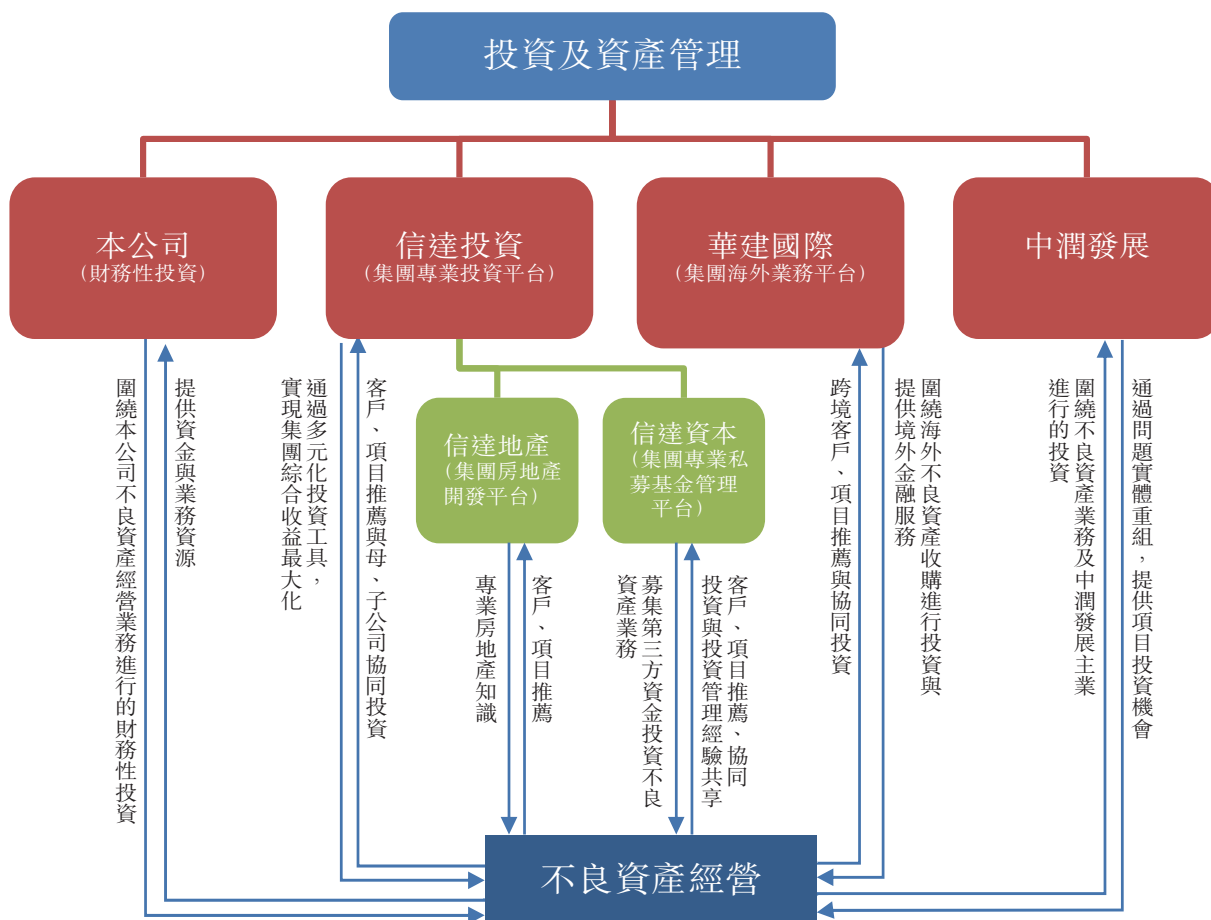 投資及資產管理
本公司
（財務性投資）
信達投資
（集團專業投資平台）
華建國際
（集團海外業務平台）
中潤發展
信達地產
（集團房地產
開發平台）
信達資本
（集團專業私
募基金管理
平台）
提供資金與業務資源
圍繞本公司不良資產經營業務進行的財務性投資
客戶、項目推薦與母、子公司協同投資
通過多元化投資工具，
實現集團綜合收益最大化
客戶、項目推薦
專業房地產知識
客戶、項目推薦、協同
投資與投資管理經驗共享
募集第三方資金投資不良
資產業務
圍繞海外不良資產收購進行投資與
提供境外金融服務
跨境客戶、項目推薦與協同投資
通過問題實體重組，提供項目投資機會
圍繞不良資產業務及中潤發展主業
進行的投資
不良資產經營